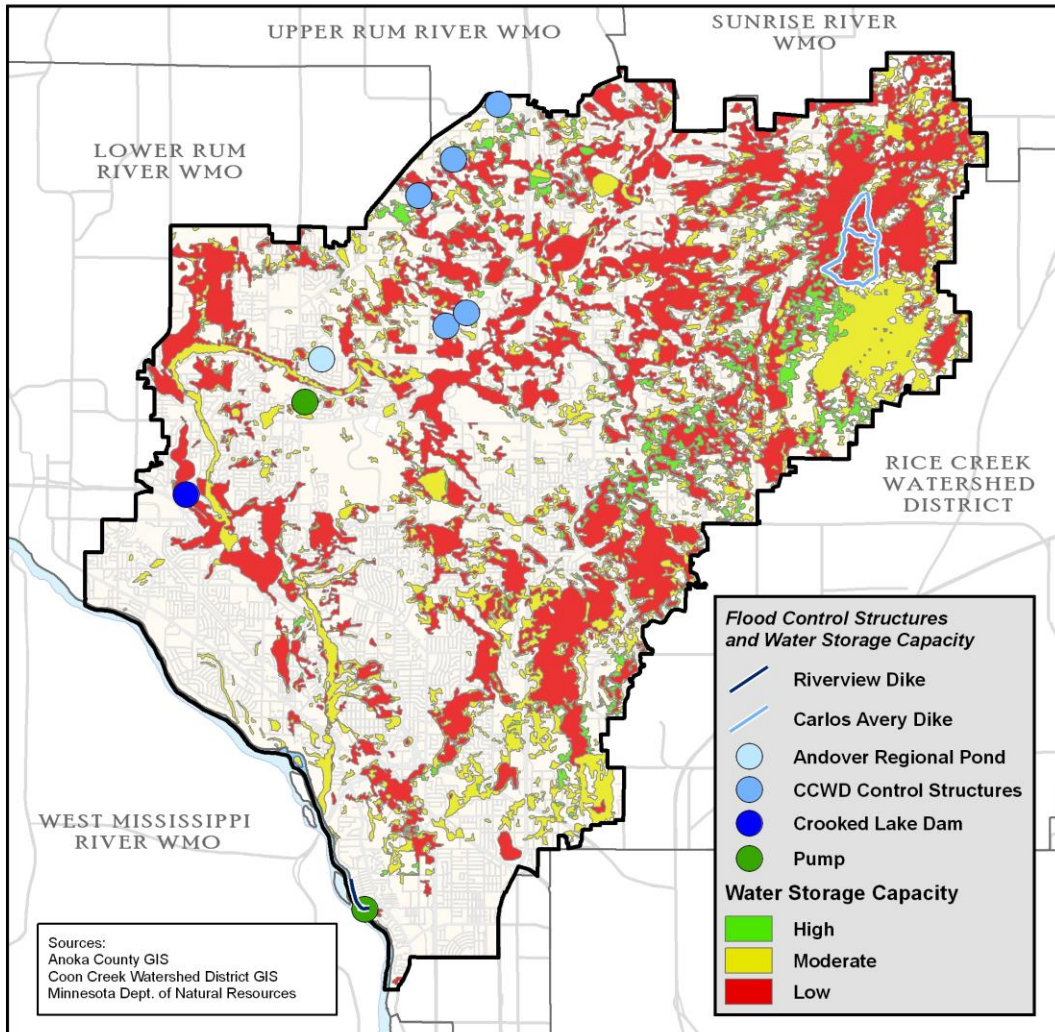 UPPER RUM RIVER WMO
SUNRISE RIVER
WMO
LOWER RUM
RIVER WMO
RICE CREEK
WATERSHED
DISTRICT
WEST MISSISSIPPI
RIVER WMO
Flood Control Structures
and Water Storage Capacity
Riverview Dike
Carlos Avery Dike
Andover Regional Pond
CCWD Control Structures
Crooked Lake Dam
Pump
Water Storage Capacity
High
Moderate
Low
Sources:
Anoka County GIS
Coon Creek Watershed District GIS
Minnesota Dept. of Natural Resources